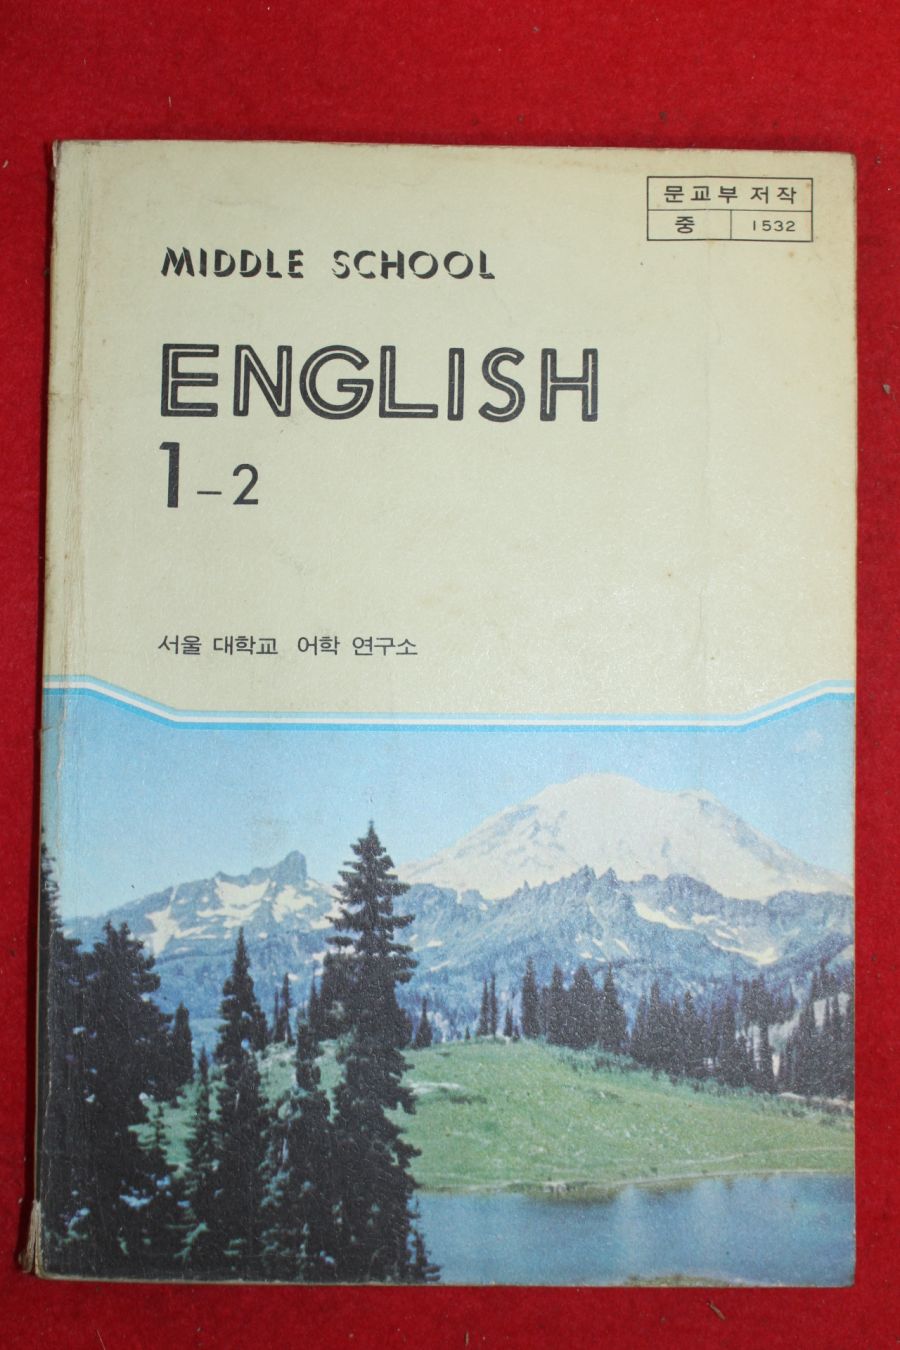 문교부 저작
중 1532
MIDDLE SCHOOL
ENGLISH
1-2
서울 대학교 어학 연구소